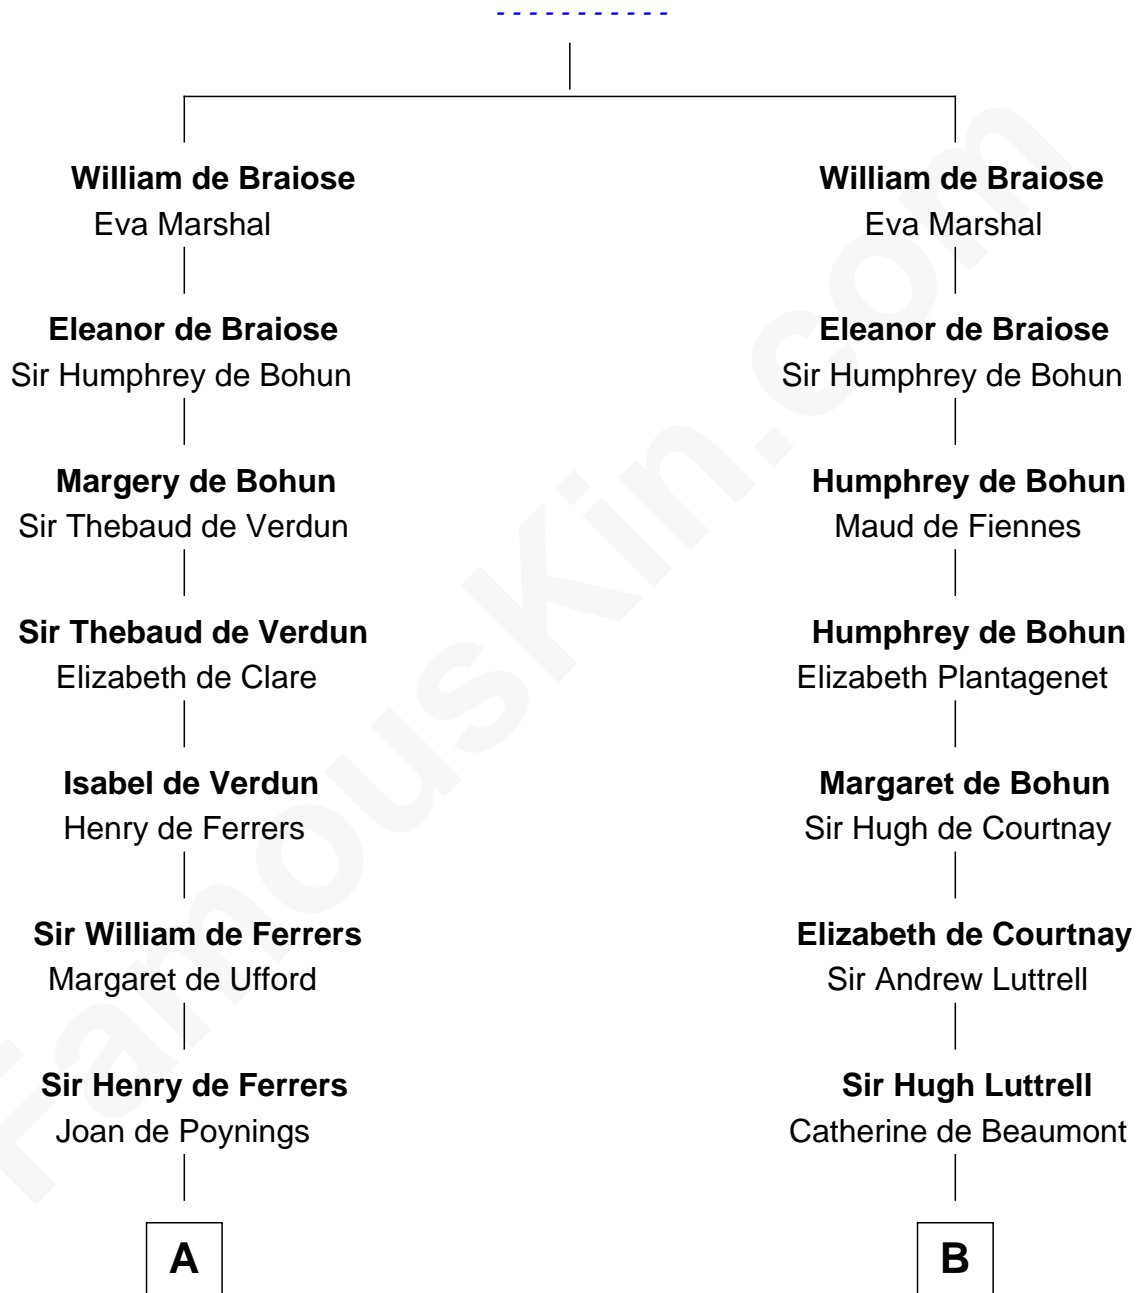 - - - - - - - - - - -
William de Braiose
Eva Marshal
Eleanor de Braiose
Sir Humphrey de Bohun
Margery de Bohun
Sir Thebaud de Verdun
Sir Thebaud de Verdun
Elizabeth de Clare
Isabel de Verdun
Henry de Ferrers
Sir William de Ferrers
Margaret de Ufford
Sir Henry de Ferrers
Joan de Poynings
A
William de Braiose
Eva Marshal
Eleanor de Braiose
Sir Humphrey de Bohun
Humphrey de Bohun
Maud de Fiennes
Humphrey de Bohun
Elizabeth Plantagenet
Margaret de Bohun
Sir Hugh de Courtnay
Elizabeth de Courtnay
Sir Andrew Luttrell
Sir Hugh Luttrell
Catherine de Beaumont
B
FamousKin.com